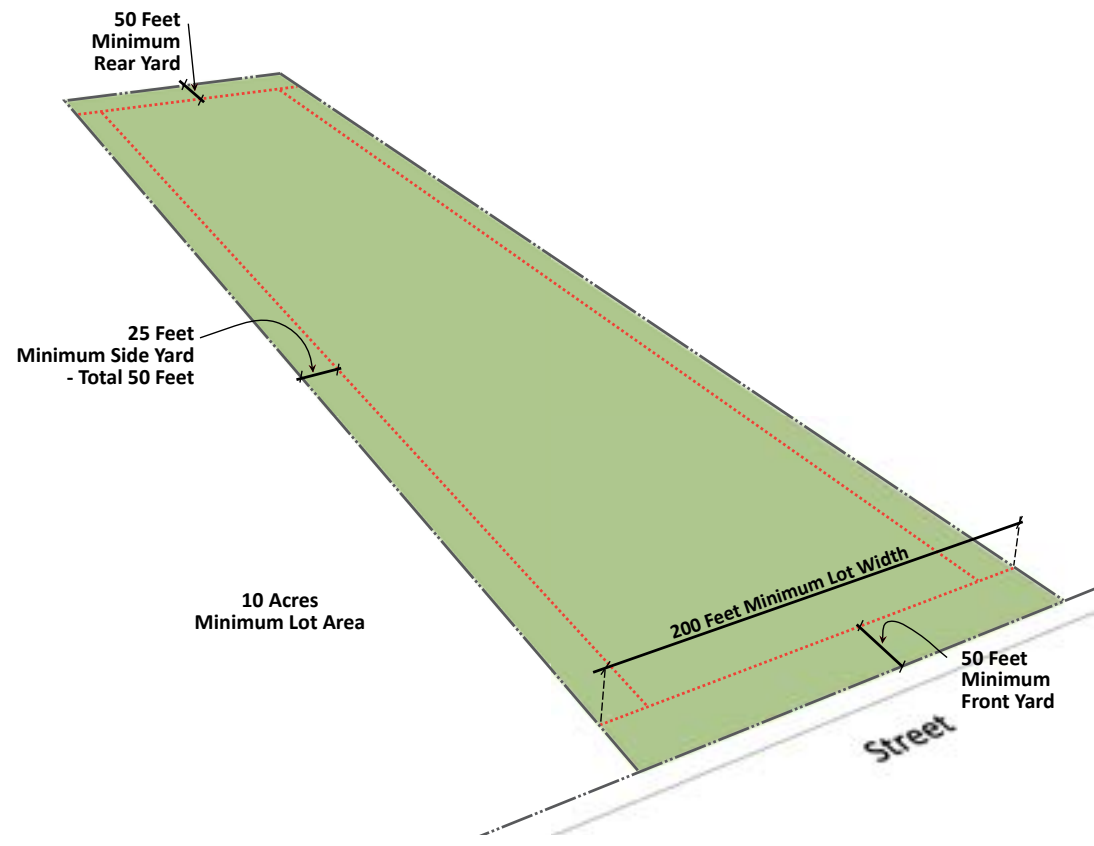 50 Feet
Minimum
Rear Yard
25 Feet
Minimum Side Yard
- Total 50 Feet
10 Acres
Minimum Lot Area
200 Feet Minimum Lot Width
50 Feet
Minimum
Front Yard
Street